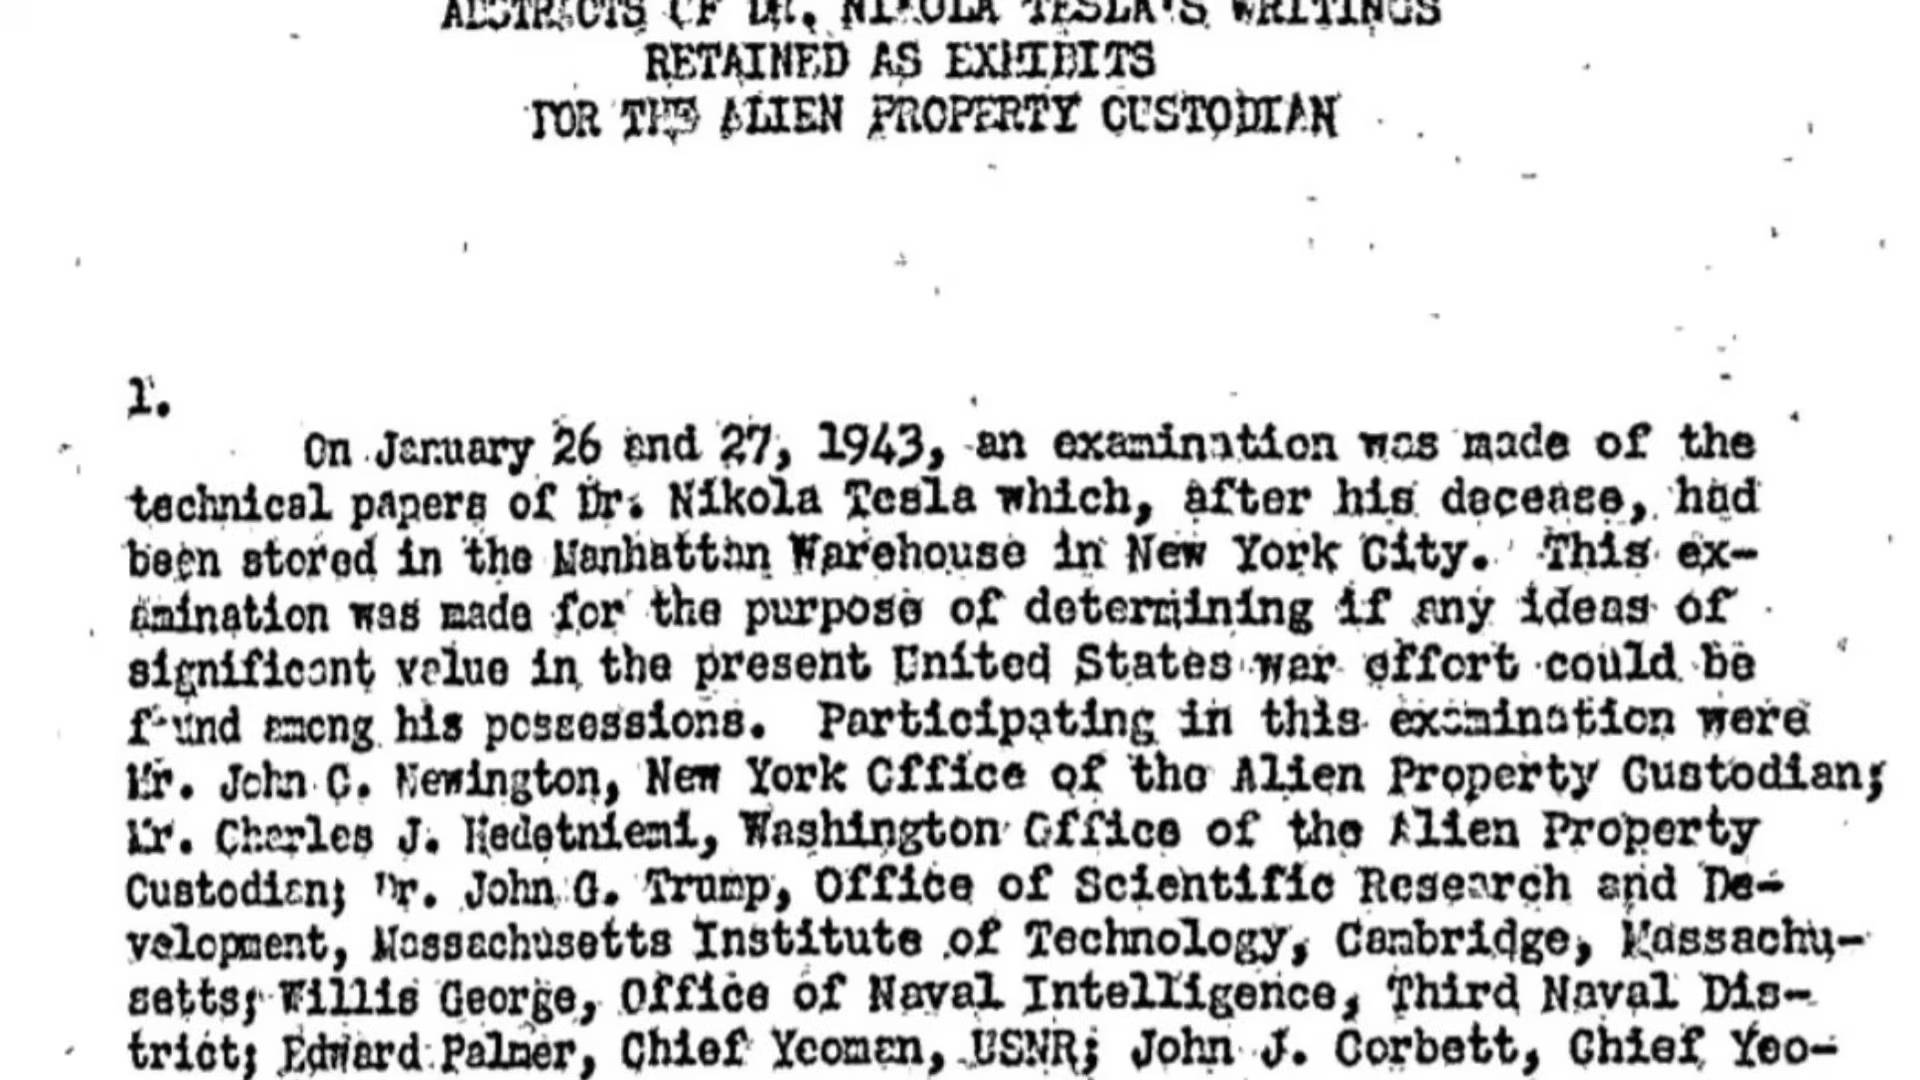 ABSTRACTS OF DR. NIKOLA TESLA'S WRITINGS
RETAINED AS EXHIBITS
FOR THE ALIEN PROPERTY CUSTODIAN
1.
On January 26 and 27, 1943, an examination was made of the
technical papers of Dr. Nikola Tesla which, after his decease, had
been stored in the Manhattan Warehouse in New York City. This ex-
amination was made for the purpose of determining if any ideas of
significant value in the present United States war effort could be
found among his possessions. Participating in this examination were
Mr. John C. Newington, New York Office of the Alien Property Custodian;
Mr. Charles J. Hedetniemi, Washington Office of the Alien Property
Custodian; Dr. John G. Trump, Office of Scientific Research and De-
velopment, Massachusetts Institute of Technology, Cambridge, Massachu-
setts; Willis George, Office of Naval Intelligence, Third Naval Dis-
trict; Edward Palmer, Chief Yeoman, USNR; John J. Corbett, Chief Yeo-